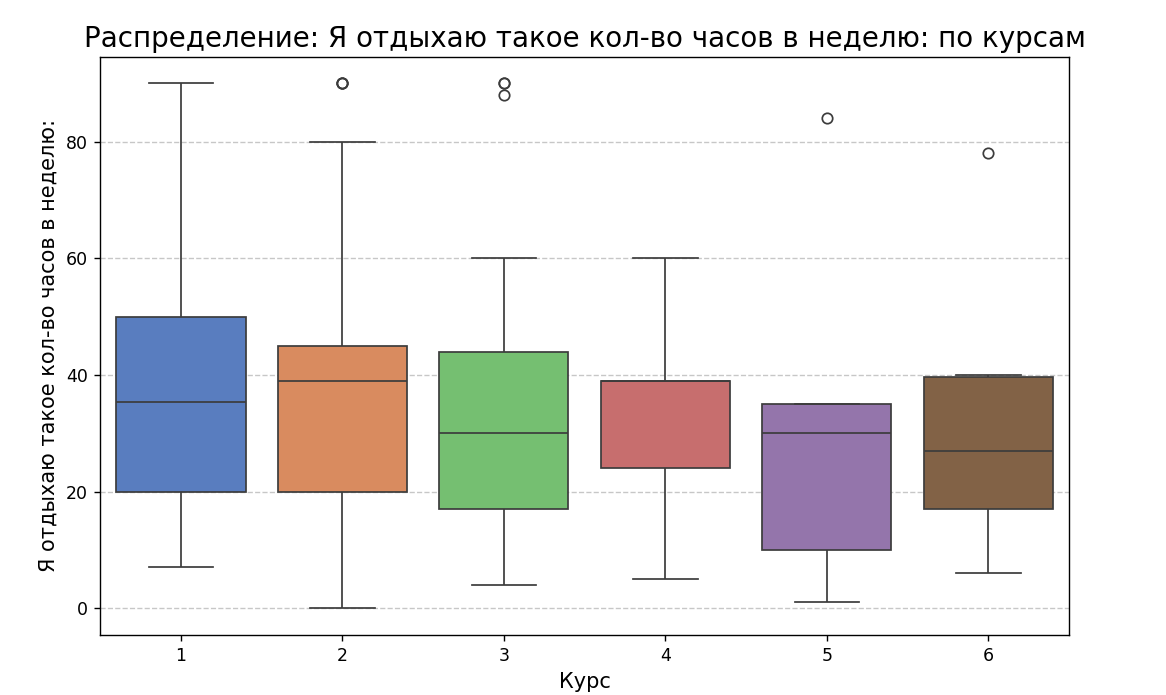 Распределение: Я отдыхаю такое кол-во часов в неделю: по курсам
Я отдыхаю такое кол-во часов в неделю:
80
60
40
20
0
1 2 3 4 5 6
Курс